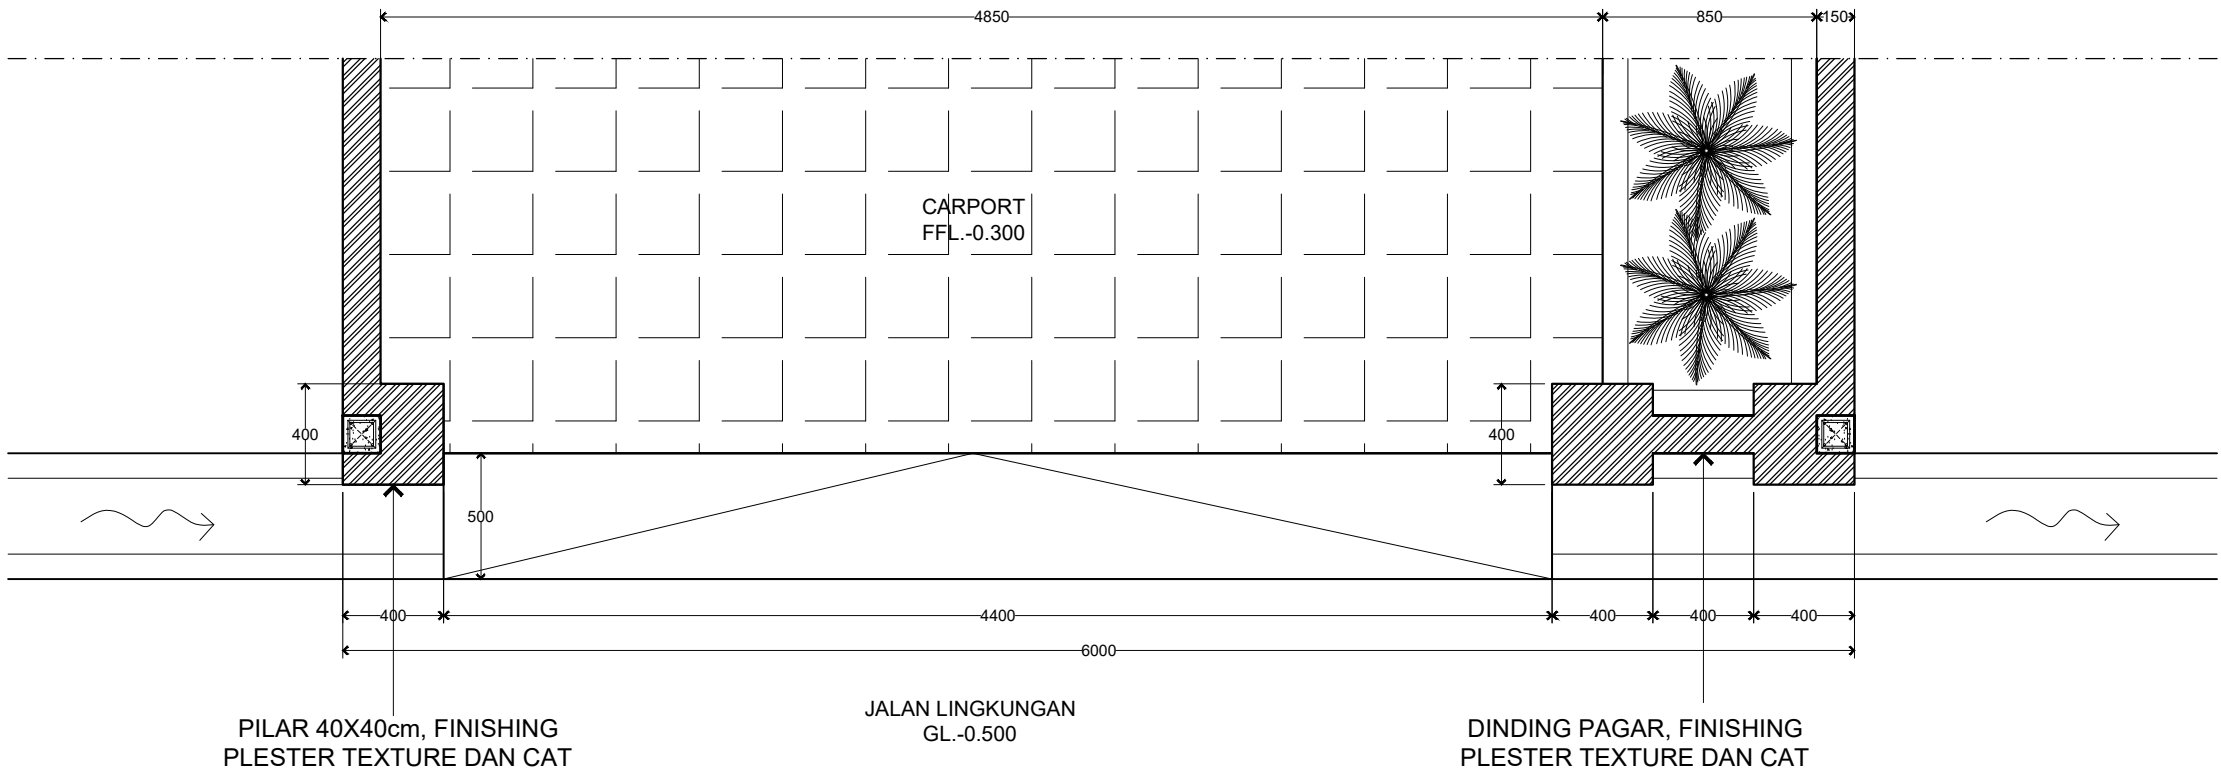 4850
850
150
CARPORT
FFL.-0.300
400
400
500
400
4400
400
400
400
6000
JALAN LINGKUNGAN
GL.-0.500
PILAR 40X40cm, FINISHING
PLESTER TEXTURE DAN CAT
DINDING PAGAR, FINISHING
PLESTER TEXTURE DAN CAT